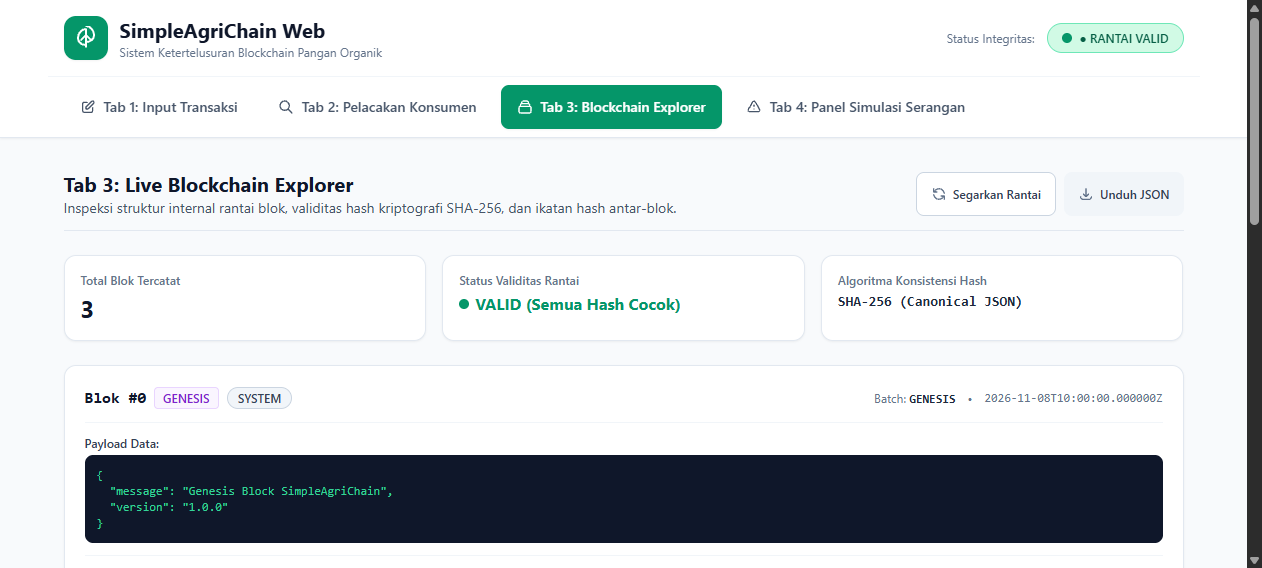 SimpleAgriChain Web
Sistem Ketertelusuran Blockchain Pangan Organik
Status Integritas:
● RANTAI VALID
Tab 1: Input Transaksi
Tab 2: Pelacakan Konsumen
Tab 3: Blockchain Explorer
Tab 4: Panel Simulasi Serangan
Tab 3: Live Blockchain Explorer
Inspeksi struktur internal rantai blok, validitas hash kriptografi SHA-256, dan ikatan hash antar-blok.
Segarkan Rantai
Unduh JSON
Total Blok Tercatat
3
Status Validitas Rantai
VALID (Semua Hash Cocok)
Algoritma Konsistensi Hash
SHA-256 (Canonical JSON)
Blok #0 GENESIS SYSTEM
Batch: GENESIS • 2026-11-08T10:00:00.000000Z
Payload Data:
{
"message": "Genesis Block SimpleAgriChain",
"version": "1.0.0"
}